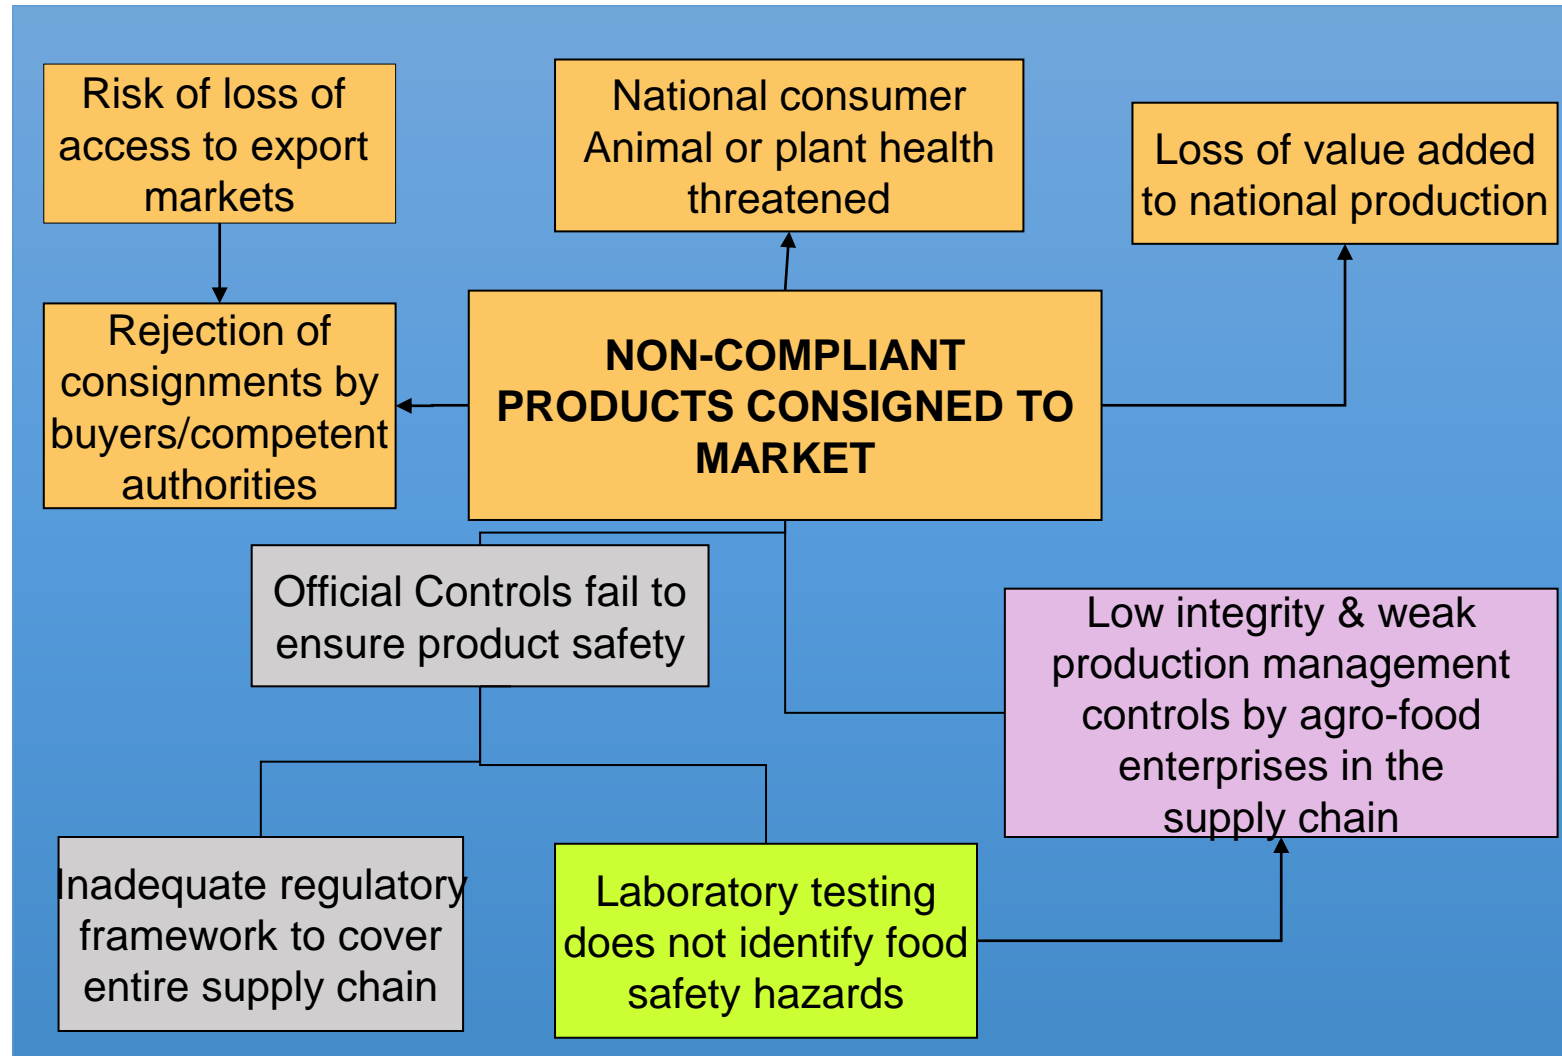 Risk of loss of
access to export
markets
National consumer
Animal or plant health
threatened
Loss of value added
to national production
Rejection of
consignments by
buyers/competent
authorities
NON-COMPLIANT
PRODUCTS CONSIGNED TO
MARKET
Official Controls fail to
ensure product safety
Low integrity & weak
production management
controls by agro-food
enterprises in the
supply chain
Inadequate regulatory
framework to cover
entire supply chain
Laboratory testing
does not identify food
safety hazards